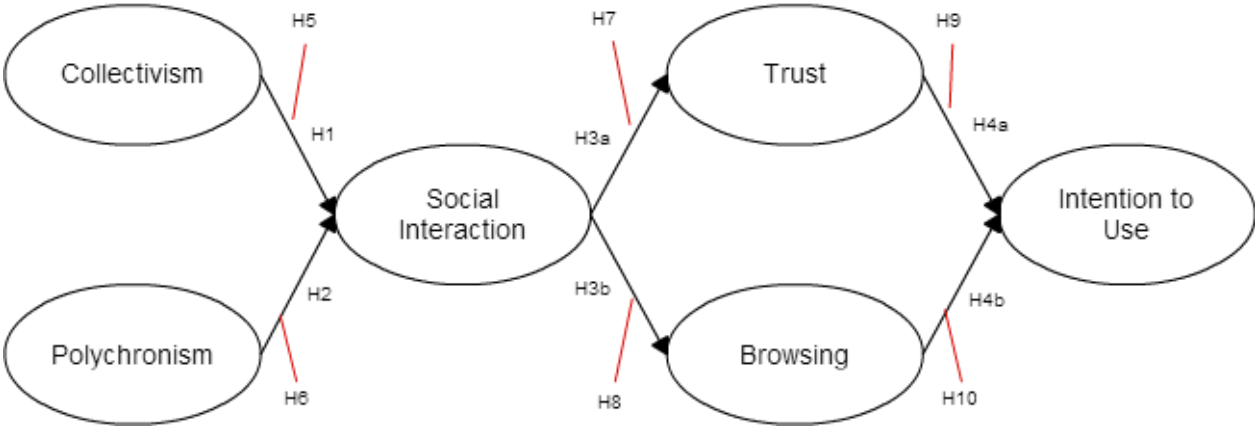 H5
H7
H9
Collectivism
Trust
H1
H3a
H4a
Social
Interaction
Intention to
Use
H2
H3b
H4b
Polychronism
Browsing
H6
H8
H10